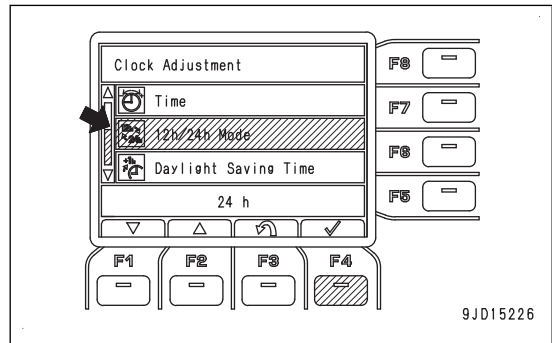 Clock Adjustment
F8
Time
F7
12h/24h Mode
F6
Daylight Saving Time
F5
24 h
F1 F2 F3 F4
9JD15226